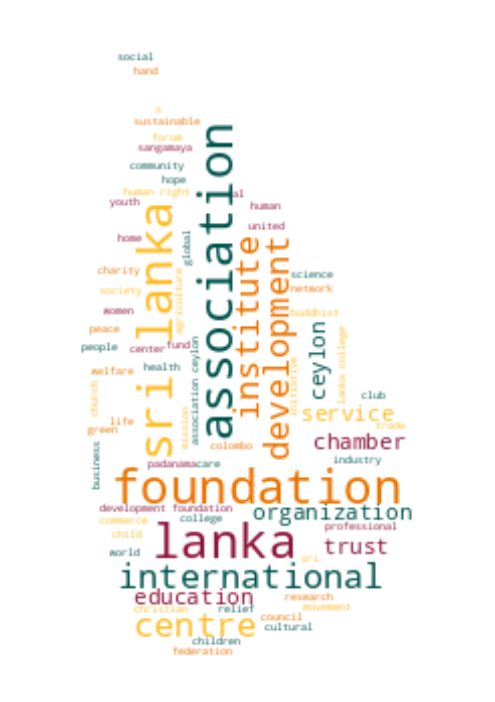 social
hand
s
sustainable
forum
sangamaya
community
hope
human right
al
youth
human
association
sri lanka
united
home
global
institute
development
charity
agriculture
science
network
society
women
buddhist
peace
ceylon
lanka college
people
center
fund
association ceylon
health
initiative
welfare
church
club
mission
service
life
trade
green
chamber
colombo
business
industry
padanama
care
foundation
development foundation
organization
commerce
college
professional
child
lanka
trust
world
sri
international
education
research
christian
relief
movement
centre
council
cultural
children
federation